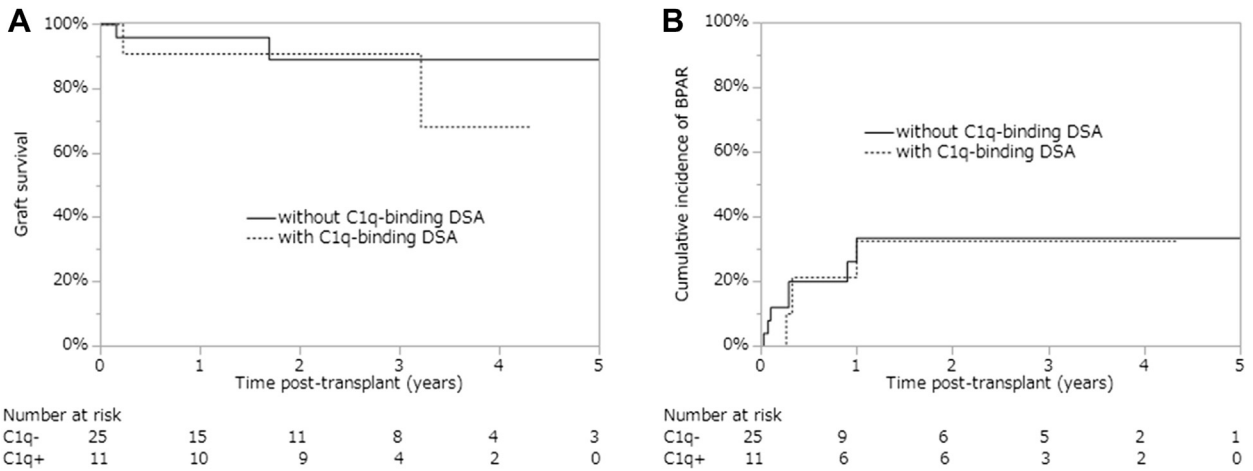 A
100%
80%
60%
40%
20%
0%
Graft survival
without C1q-binding DSA
with C1q-binding DSA
0 1 2 3 4 5
Time post-transplant (years)
Number at risk
C1q- 25 15 11 8 4 3
C1q+ 11 10 9 4 2 0
B
100%
80%
60%
40%
20%
0%
Cumulative incidence of BPAR
without C1q-binding DSA
with C1q-binding DSA
0 1 2 3 4 5
Time post-transplant (years)
Number at risk
C1q- 25 9 6 5 2 1
C1q+ 11 6 6 3 2 0